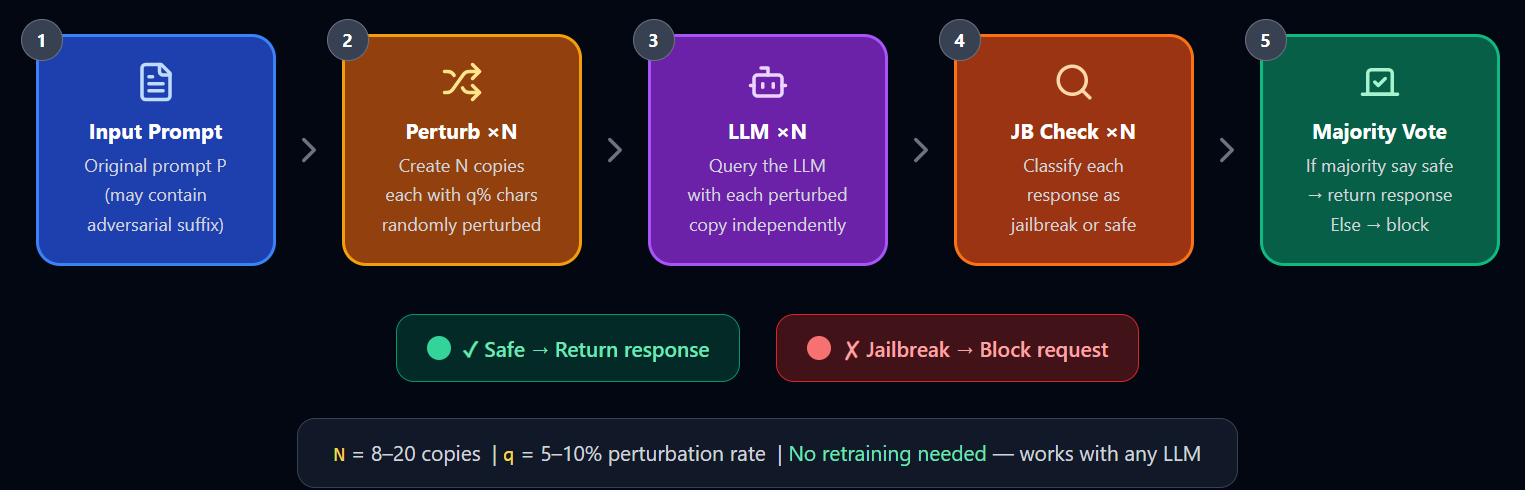 1
Input Prompt
Original prompt P
(may contain
adversarial suffix)
2
Perturb ×N
Create N copies
each with q% chars
randomly perturbed
3
LLM ×N
Query the LLM
with each perturbed
copy independently
4
JB Check ×N
Classify each
response as
jailbreak or safe
5
Majority Vote
If majority say safe
→ return response
Else → block
✓ Safe → Return response
✗ Jailbreak → Block request
N = 8–20 copies | q = 5–10% perturbation rate | No retraining needed — works with any LLM